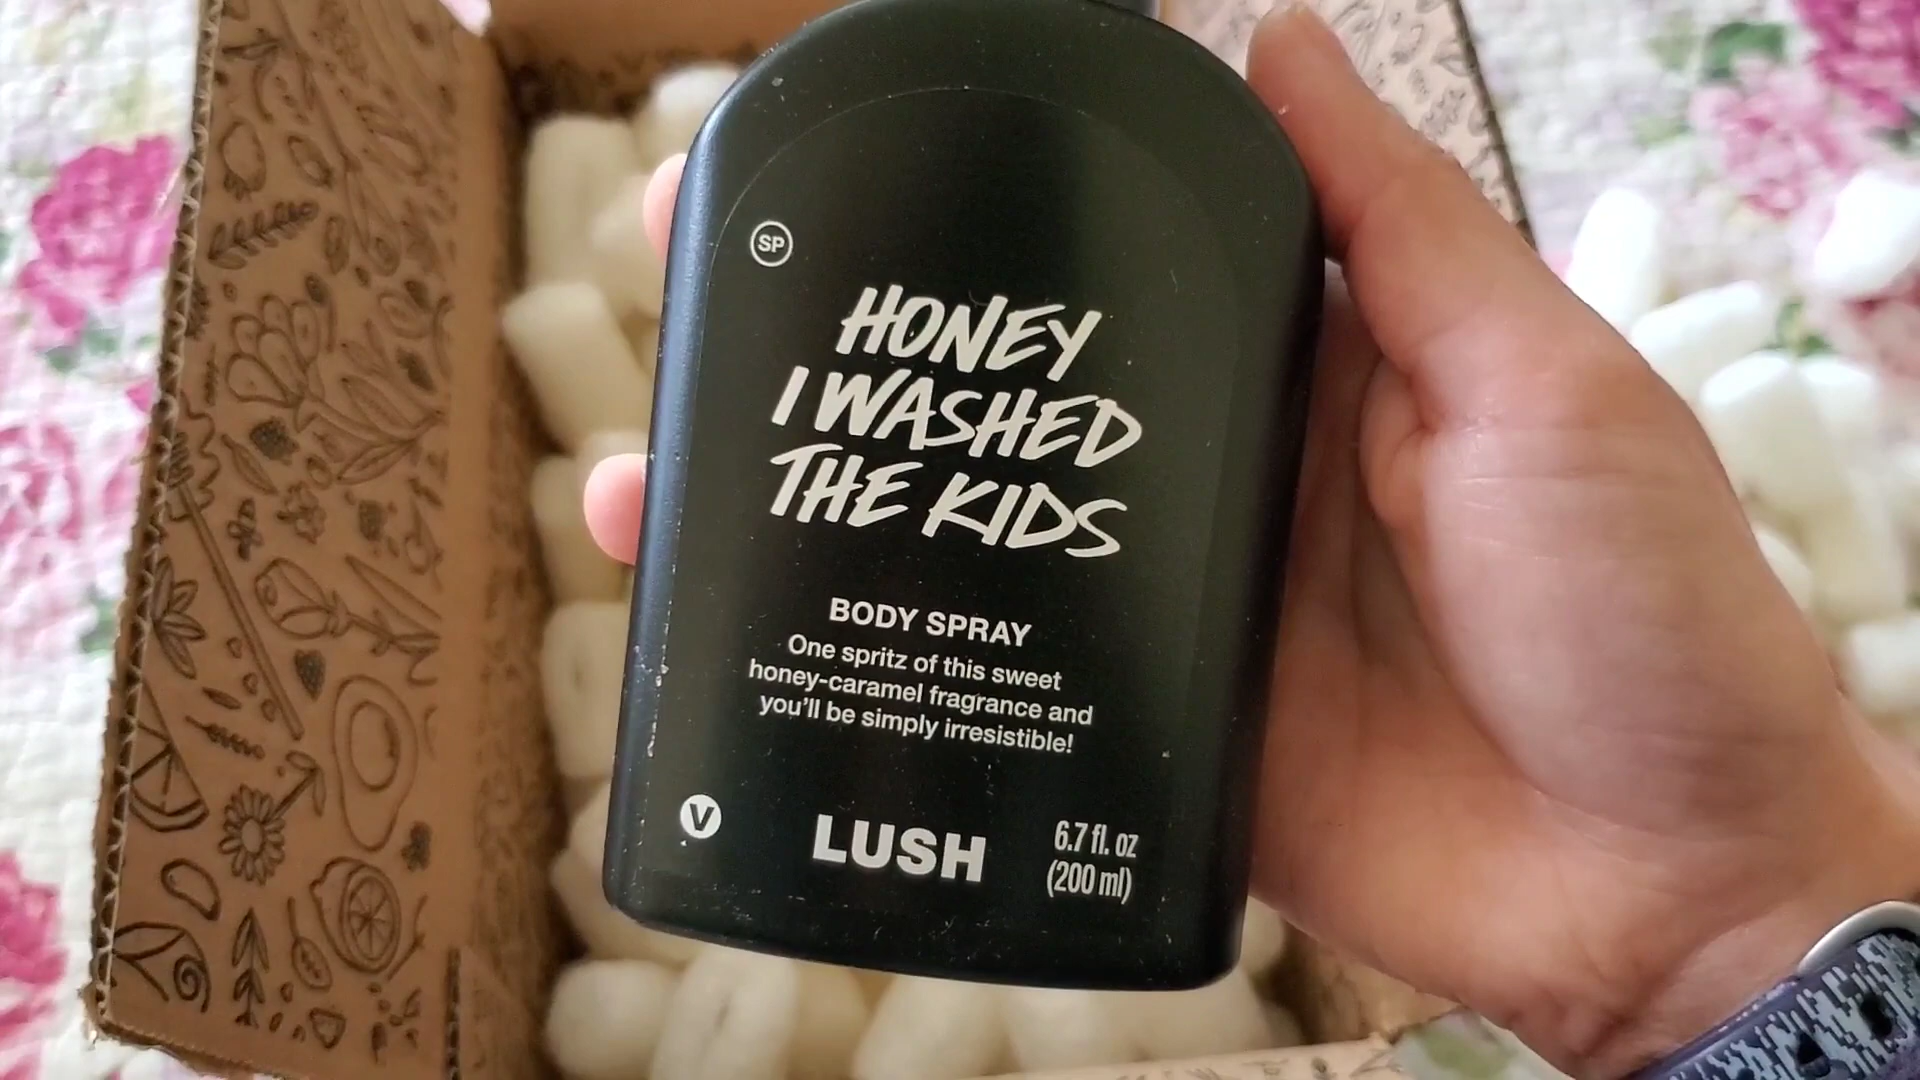 SP
HONEY
I WASHED
THE KIDS
BODY SPRAY
One spritz of this sweet
honey-caramel fragrance and
you'll be simply irresistible!
V
LUSH
6.7 fl. oz
(200 ml)